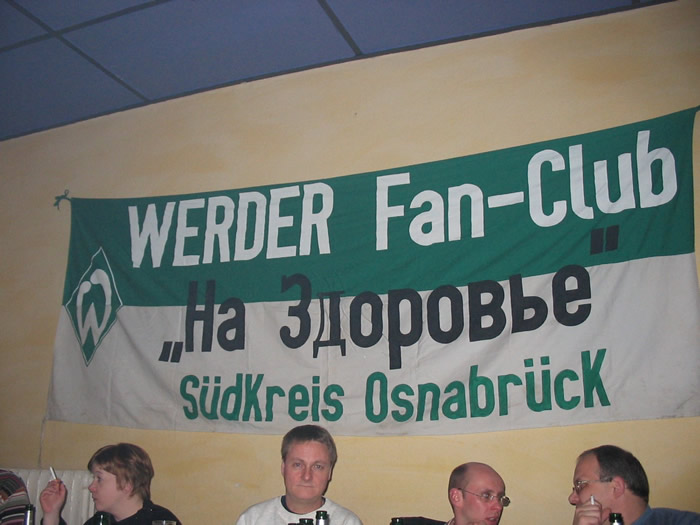 WERDER Fan-Club
„На Здоровье"
SüdKreis OsnabrücK
W